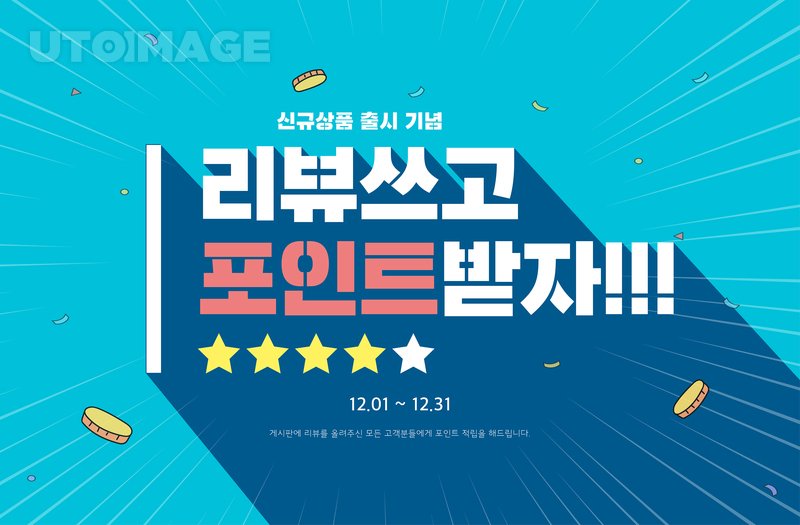 UTOIMAGE
신규상품 출시 기념
리뷰쓰고
포인트받자!!!
12.01 ~ 12.31
게시판에 리뷰를 올려주신 모든 고객분들에게 포인트 적립을 해드립니다.